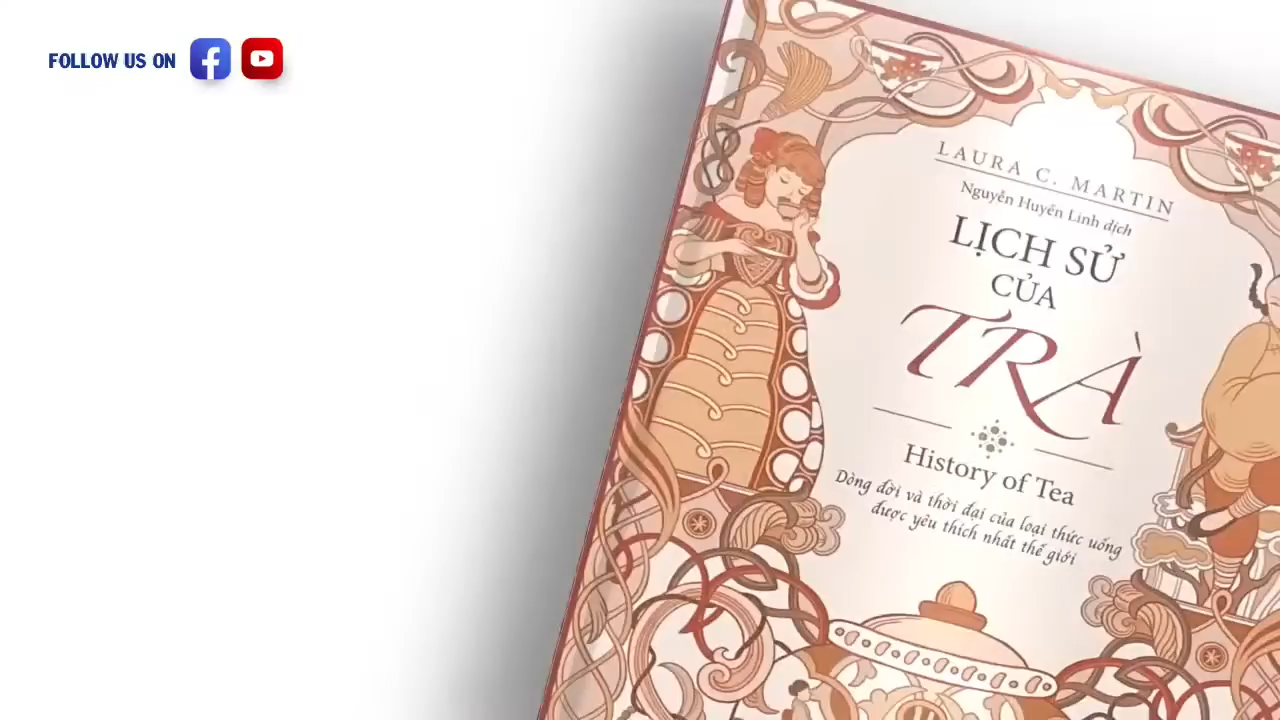 FOLLOW US ON
LAURA C. MARTIN
Nguyễn Huyền Linh dịch
LỊCH SỬ
CỦA
TRÀ
History of Tea
Dòng đời và thời đại của loại thức uống
được yêu thích nhất thế giới